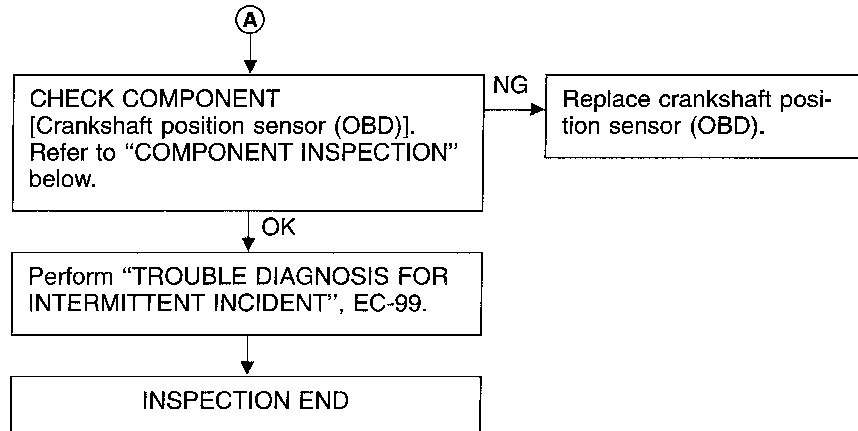 A
CHECK COMPONENT
[Crankshaft position sensor (OBD)].
Refer to “COMPONENT INSPECTION”
below.
NG
Replace crankshaft posi-
tion sensor (OBD).
OK
Perform “TROUBLE DIAGNOSIS FOR
INTERMITTENT INCIDENT”, EC-99.
INSPECTION END